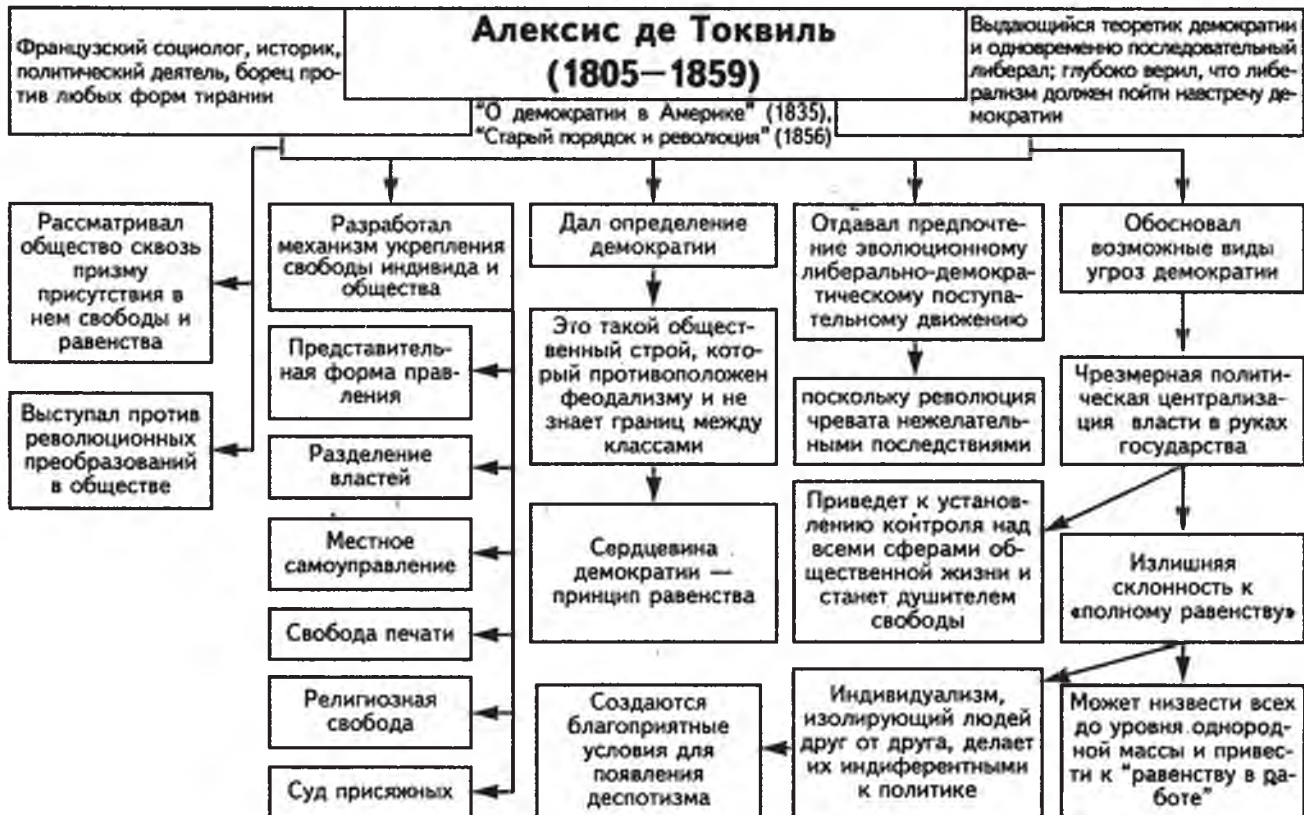 Французский социолог, историк,
политический деятель, борец про-
тив любых форм тирании
Алексис де Токвиль
(1805—1859)
"О демократии в Америке" (1835),
"Старый порядок и революция" (1856)
Выдающийся теоретик демократии
и одновременно последовательный
либерал; глубоко верил, что либе-
рализм должен пойти навстречу де-
мократии
Рассматривал
общество сквозь
призму
присутствия в
нем свободы и
равенства
Выступал против
революционных
преобразований
в обществе
Разработал
механизм укрепления
свободы индивида и
общества
Представитель-
ная форма прав-
ления
Разделение
властей
Местное
самоуправление
Свобода печати
Религиозная
свобода
Суд присяжных
Дал определение
демократии
Это такой общест-
венный строй, кото-
рый противоположен
феодализму и не
знает границ между
классами
Сердцевина
демократии —
принцип равенства
Отдавал предпочте-
ние эволюционному
либерально-демокра-
тическому поступа-
тельному движению
поскольку революция
чревата нежелатель-
ными последствиями
Обосновал
возможные виды
угроз демократии
Чрезмерная полити-
ческая централиза-
ция власти в руках
государства
Приведет к установ-
лению контроля над
всеми сферами об-
щественной жизни и
станет душителем
свободы
Излишняя
склонность к
«полному равенству»
Создаются
благоприятные
условия для
появления
деспотизма
Индивидуализм,
изолирующий людей
друг от друга, делает
их индиферентными
к политике
Может низвести всех
до уровня однород-
ной массы и привес-
ти к "равенству в ра-
боте"